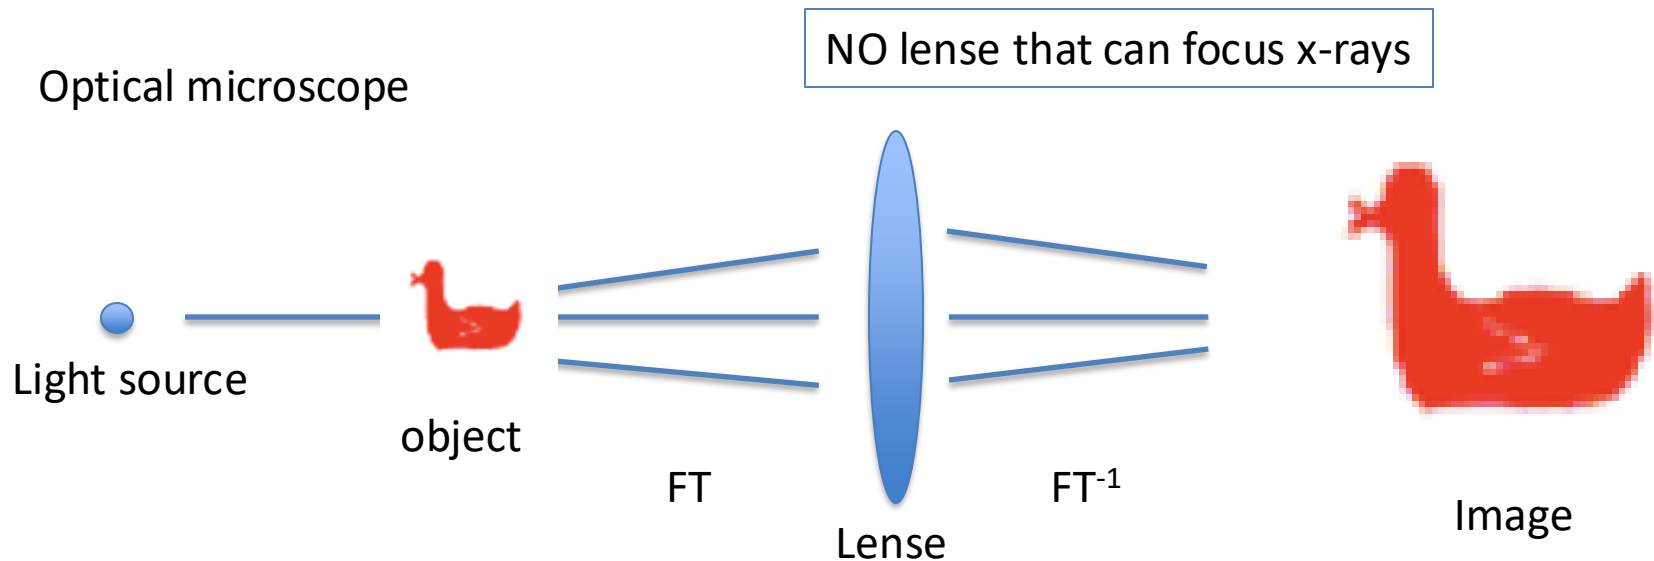 NO lense that can focus x-rays
Optical microscope
Light source
object
FT
FT⁻¹
Lense
Image